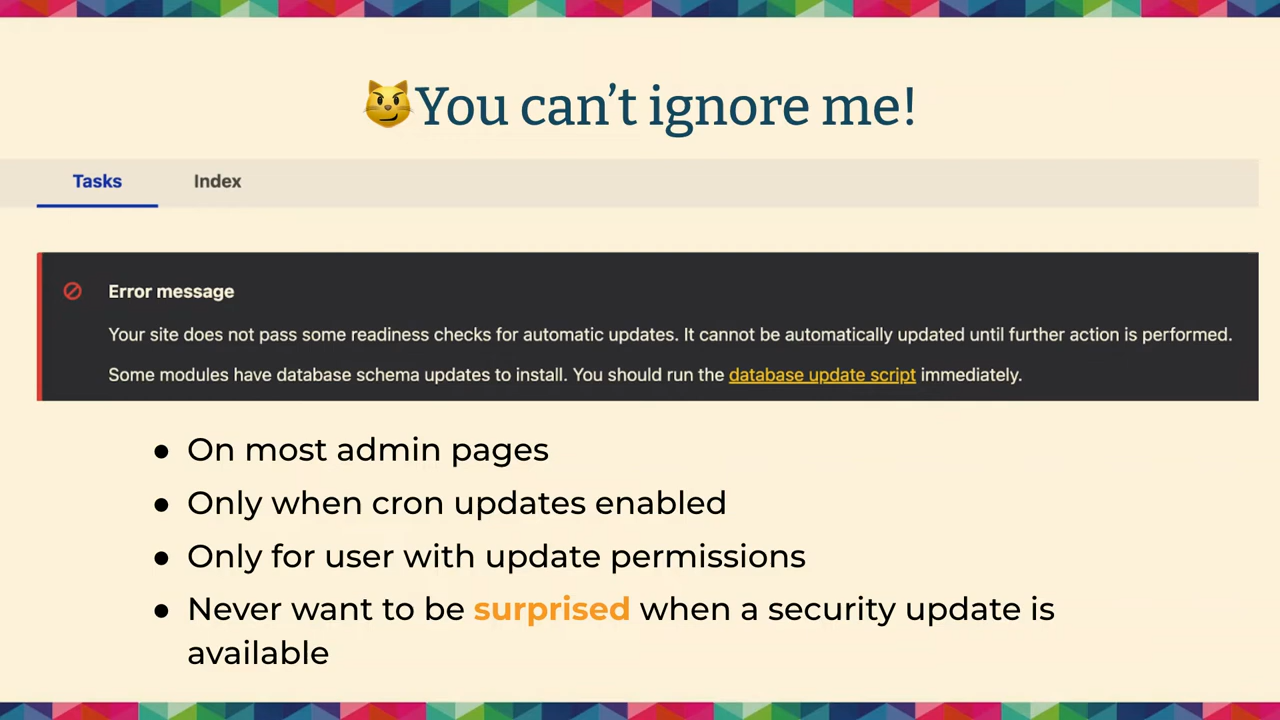 😼You can’t ignore me!
Tasks Index
Error message
Your site does not pass some readiness checks for automatic updates. It cannot be automatically updated until further action is performed.
Some modules have database schema updates to install. You should run the database update script immediately.
● On most admin pages
● Only when cron updates enabled
● Only for user with update permissions
● Never want to be surprised when a security update is
available